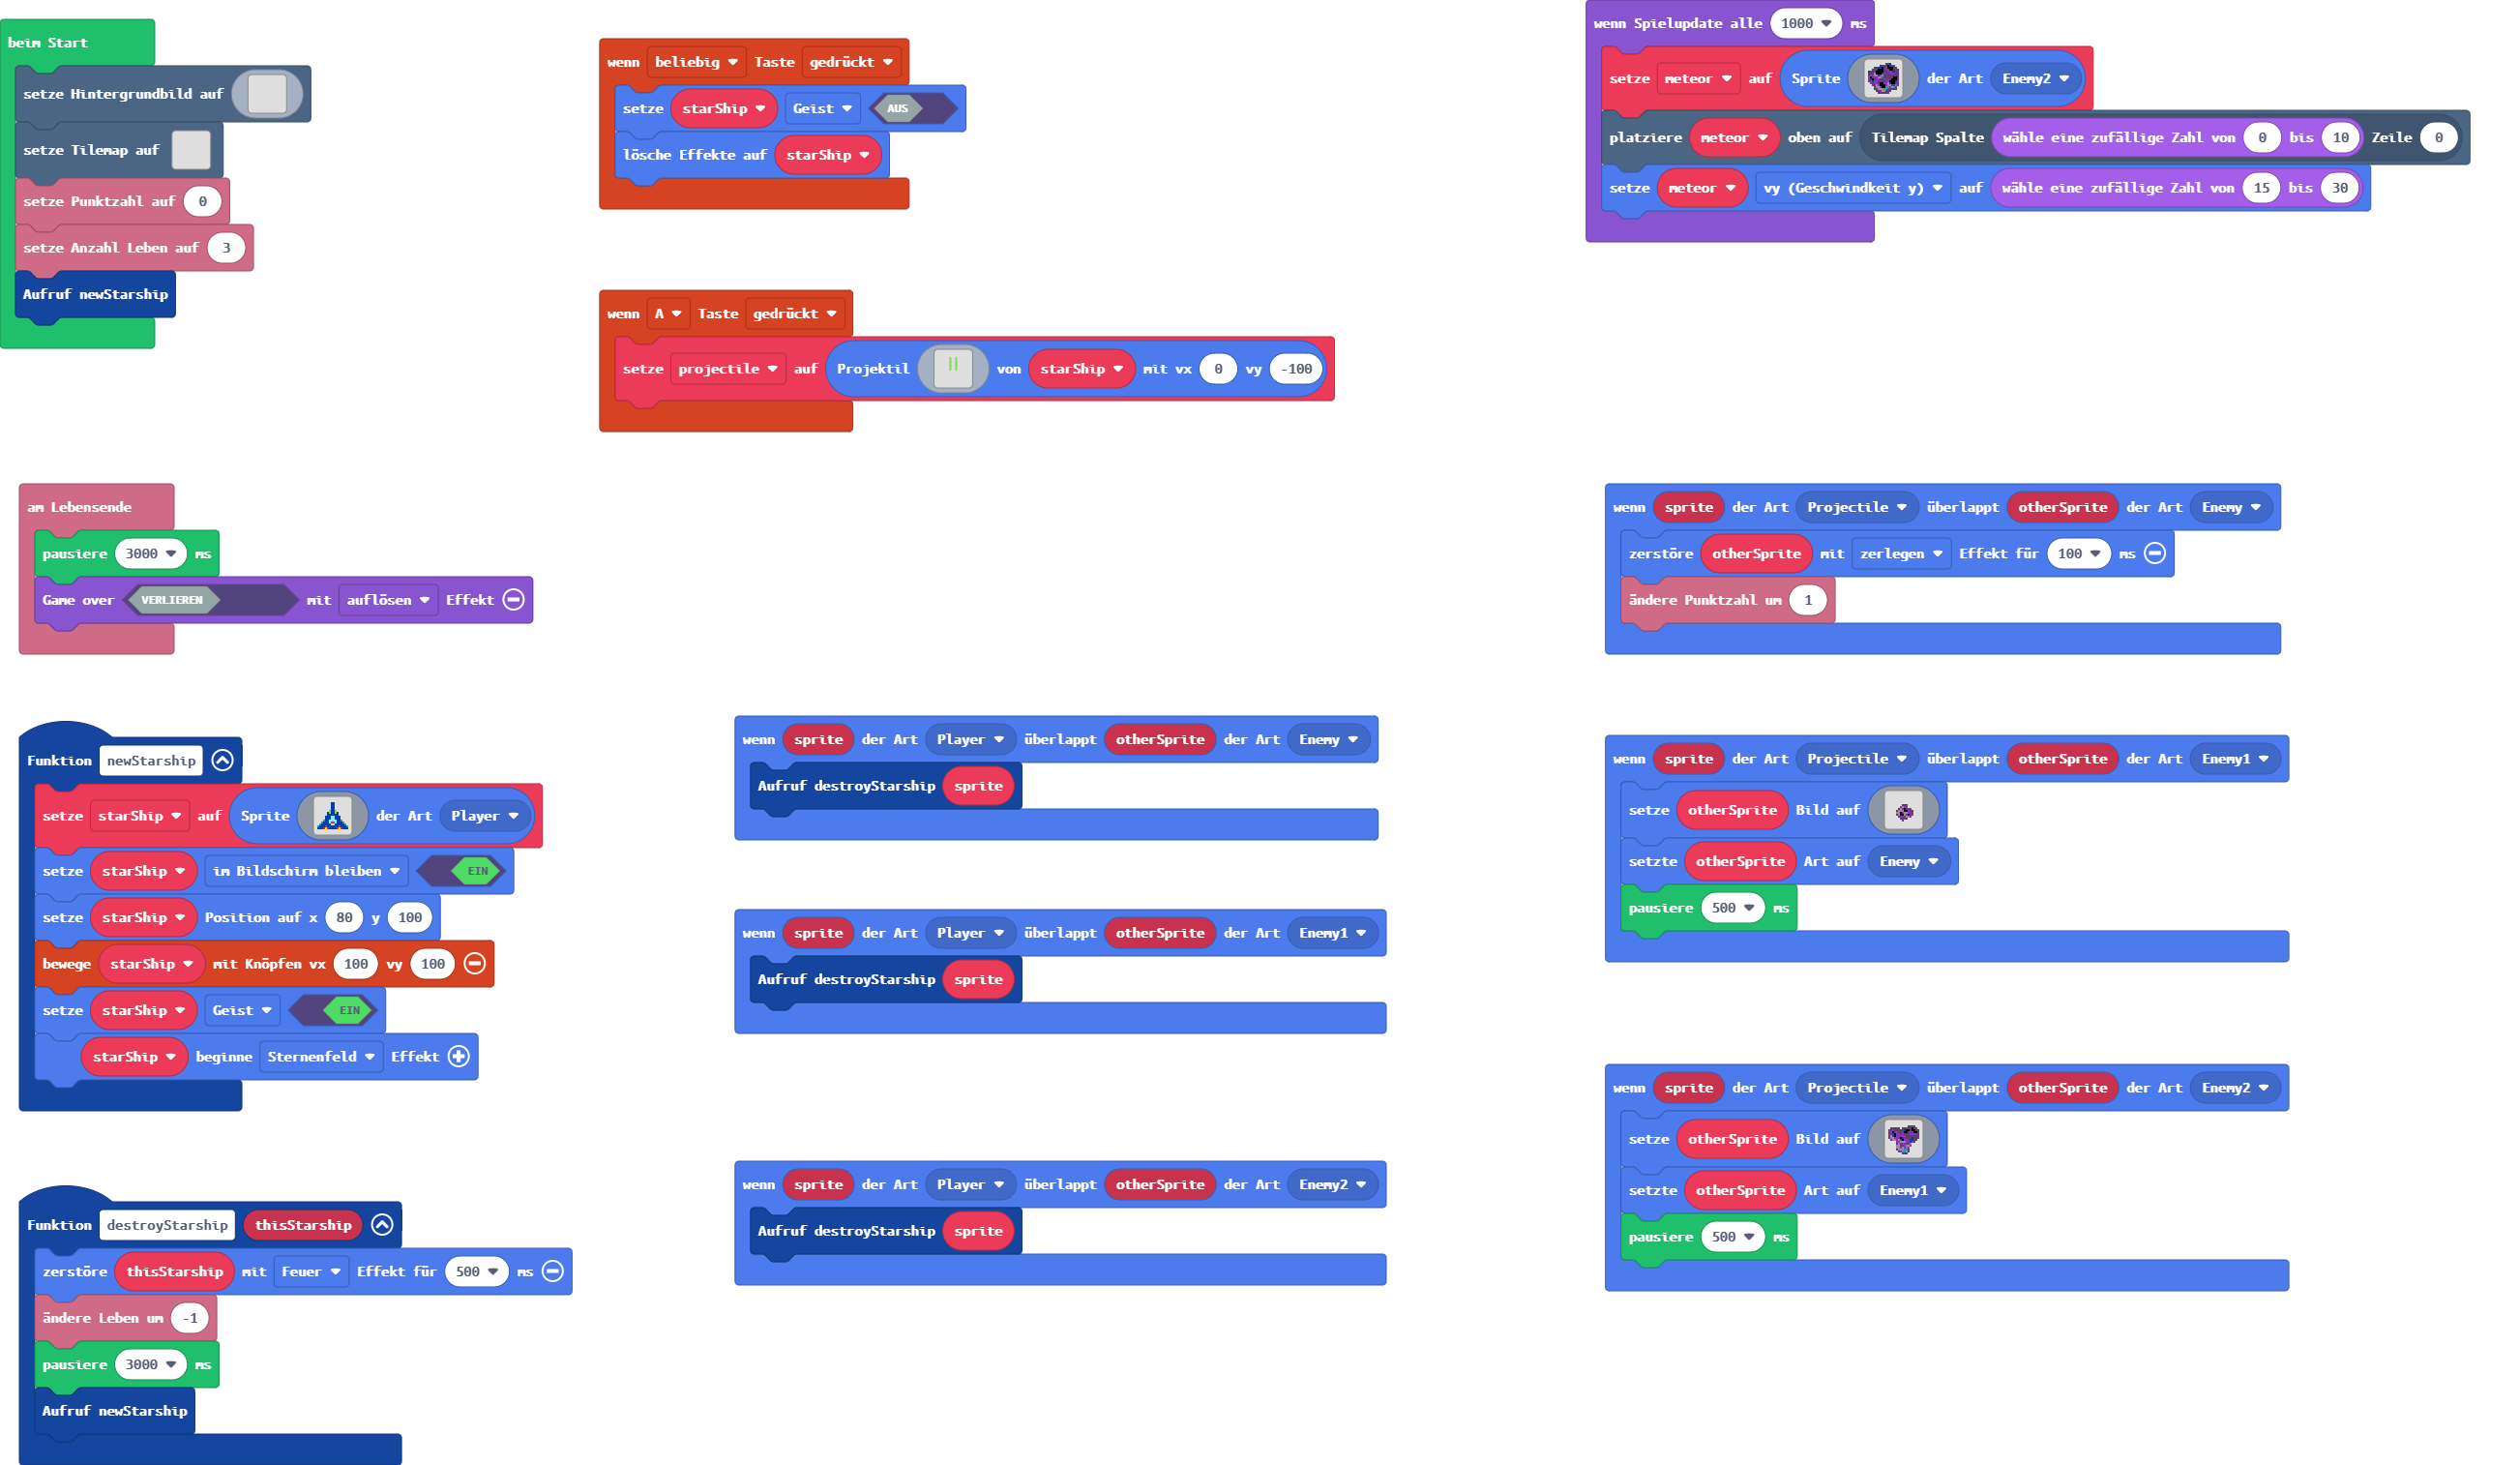 beim Start
setze Hintergrundbild auf
setze Tilemap auf
setze Punktzahl auf 0
setze Anzahl Leben auf 3
Aufruf newStarship
wenn beliebig Taste gedrückt
setze starShip Geist AUS
lösche Effekte auf starShip
wenn A Taste gedrückt
setze projectile auf Projektil von starShip mit vx 0 vy -100
wenn Spielupdate alle 1000 ms
setze meteor auf Sprite der Art Enemy2
platziere meteor oben auf Tilemap Spalte wähle eine zufällige Zahl von 0 bis 10 Zeile 0
setze meteor vy (Geschwindkeit y) auf wähle eine zufällige Zahl von 15 bis 30
am Lebensende
pausiere 3000 ms
Game over VERLIEREN mit auflösen Effekt
wenn sprite der Art Projectile überlappt otherSprite der Art Enemy
zerstöre otherSprite mit zerlegen Effekt für 100 ms
ändere Punktzahl um 1
Funktion newStarship
setze starShip auf Sprite der Art Player
setze starShip im Bildschirm bleiben EIN
setze starShip Position auf x 80 y 100
bewege starShip mit Knöpfen vx 100 vy 100
setze starShip Geist EIN
starShip beginne Sternenfeld Effekt
wenn sprite der Art Player überlappt otherSprite der Art Enemy
Aufruf destroyStarship sprite
wenn sprite der Art Player überlappt otherSprite der Art Enemy1
Aufruf destroyStarship sprite
wenn sprite der Art Player überlappt otherSprite der Art Enemy2
Aufruf destroyStarship sprite
wenn sprite der Art Projectile überlappt otherSprite der Art Enemy1
setze otherSprite Bild auf
setzte otherSprite Art auf Enemy
pausiere 500 ms
wenn sprite der Art Projectile überlappt otherSprite der Art Enemy2
setze otherSprite Bild auf
setzte otherSprite Art auf Enemy1
pausiere 500 ms
Funktion destroyStarship thisStarship
zerstöre thisStarship mit Feuer Effekt für 500 ms
ändere Leben um -1
pausiere 3000 ms
Aufruf newStarship